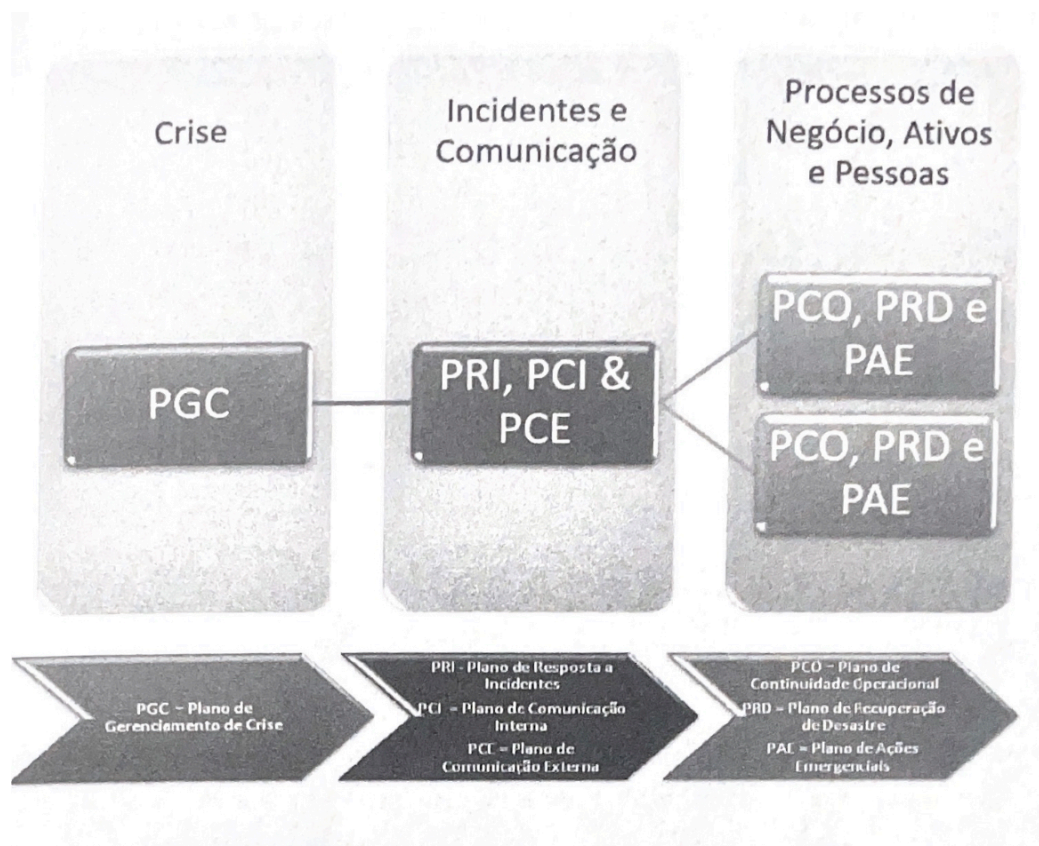 Crise
Incidentes e
Comunicação
Processos de
Negócio, Ativos
e Pessoas
PGC
PRI, PCI &
PCE
PCO, PRD e
PAE
PCO, PRD e
PAE
PGC – Plano de
Gerenciamento de Crise
PRI - Plano de Resposta a
Incidentes
PCI – Plano de Comunicação
Interna
PCE – Plano de
Comunicação Externa
PCO – Plano de
Continuidade Operacional
PRD – Plano de Recuperação
de Desastre
PAE – Plano de Ações
Emergenciais